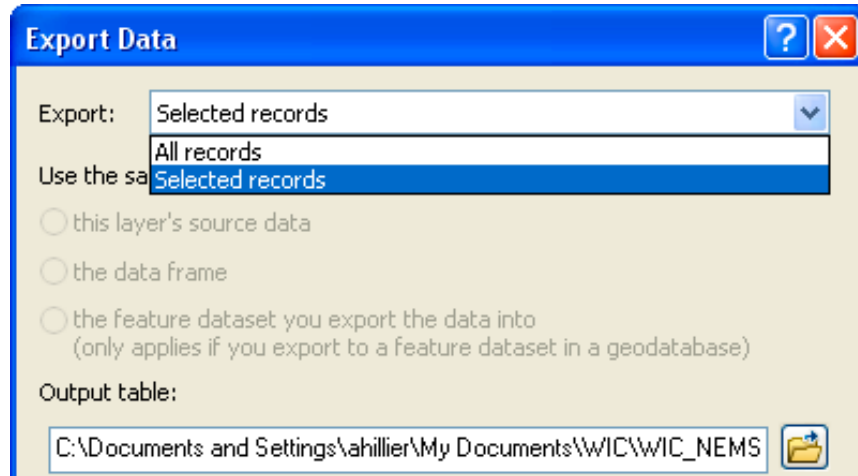 Export Data
Export: Selected records
All records
Use the sa Selected records
this layer's source data
the data frame
the feature dataset you export the data into
(only applies if you export to a feature dataset in a geodatabase)
Output table:
C:\Documents and Settings\ahillier\My Documents\WIC\WIC_NEMS